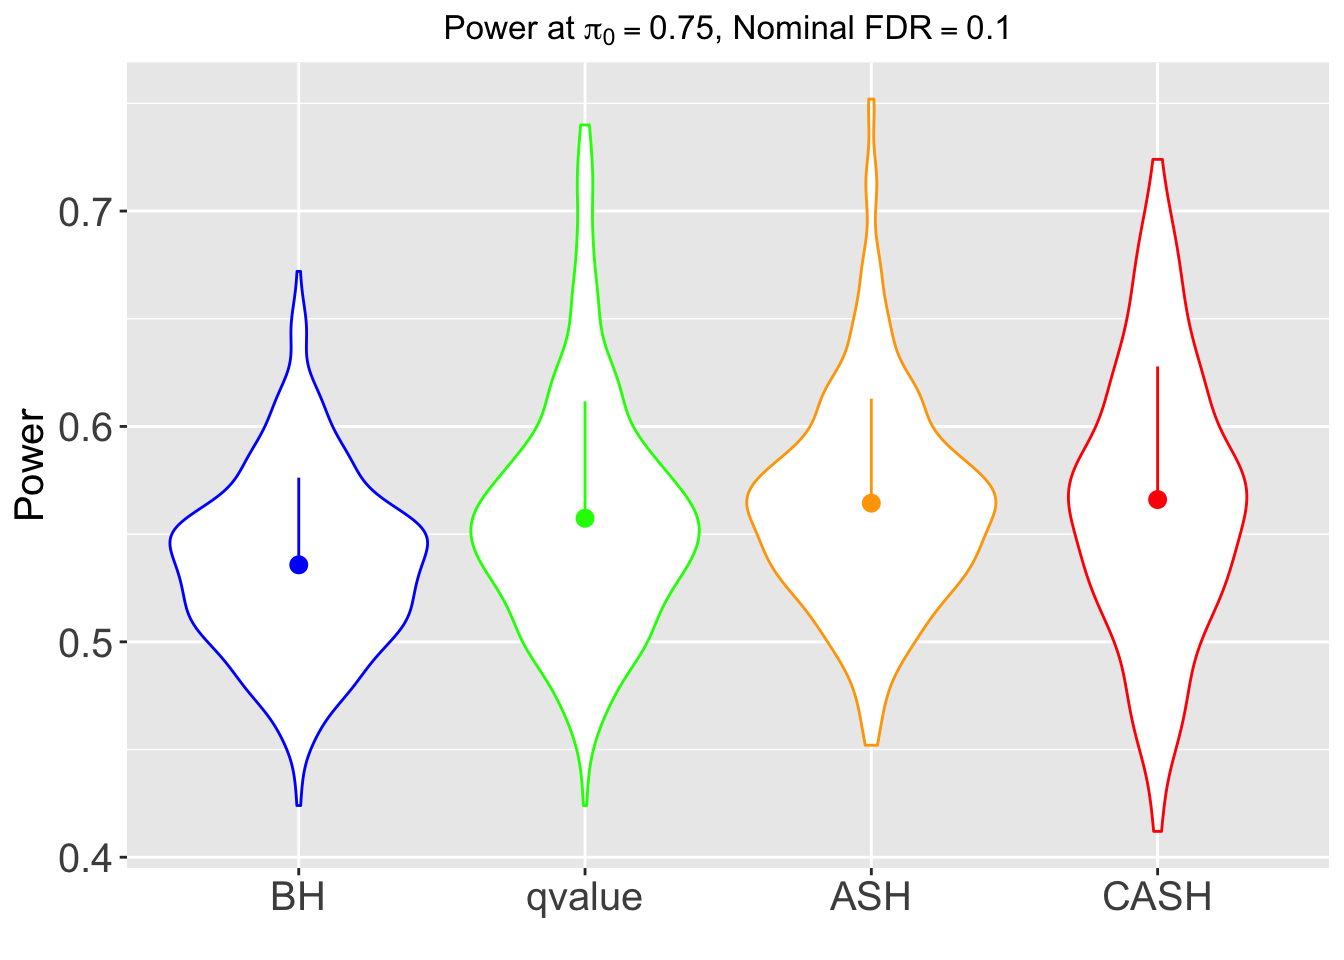 Power at π₀ = 0.75, Nominal FDR = 0.1
Power
0.7
0.6
0.5
0.4
BH qvalue ASH CASH